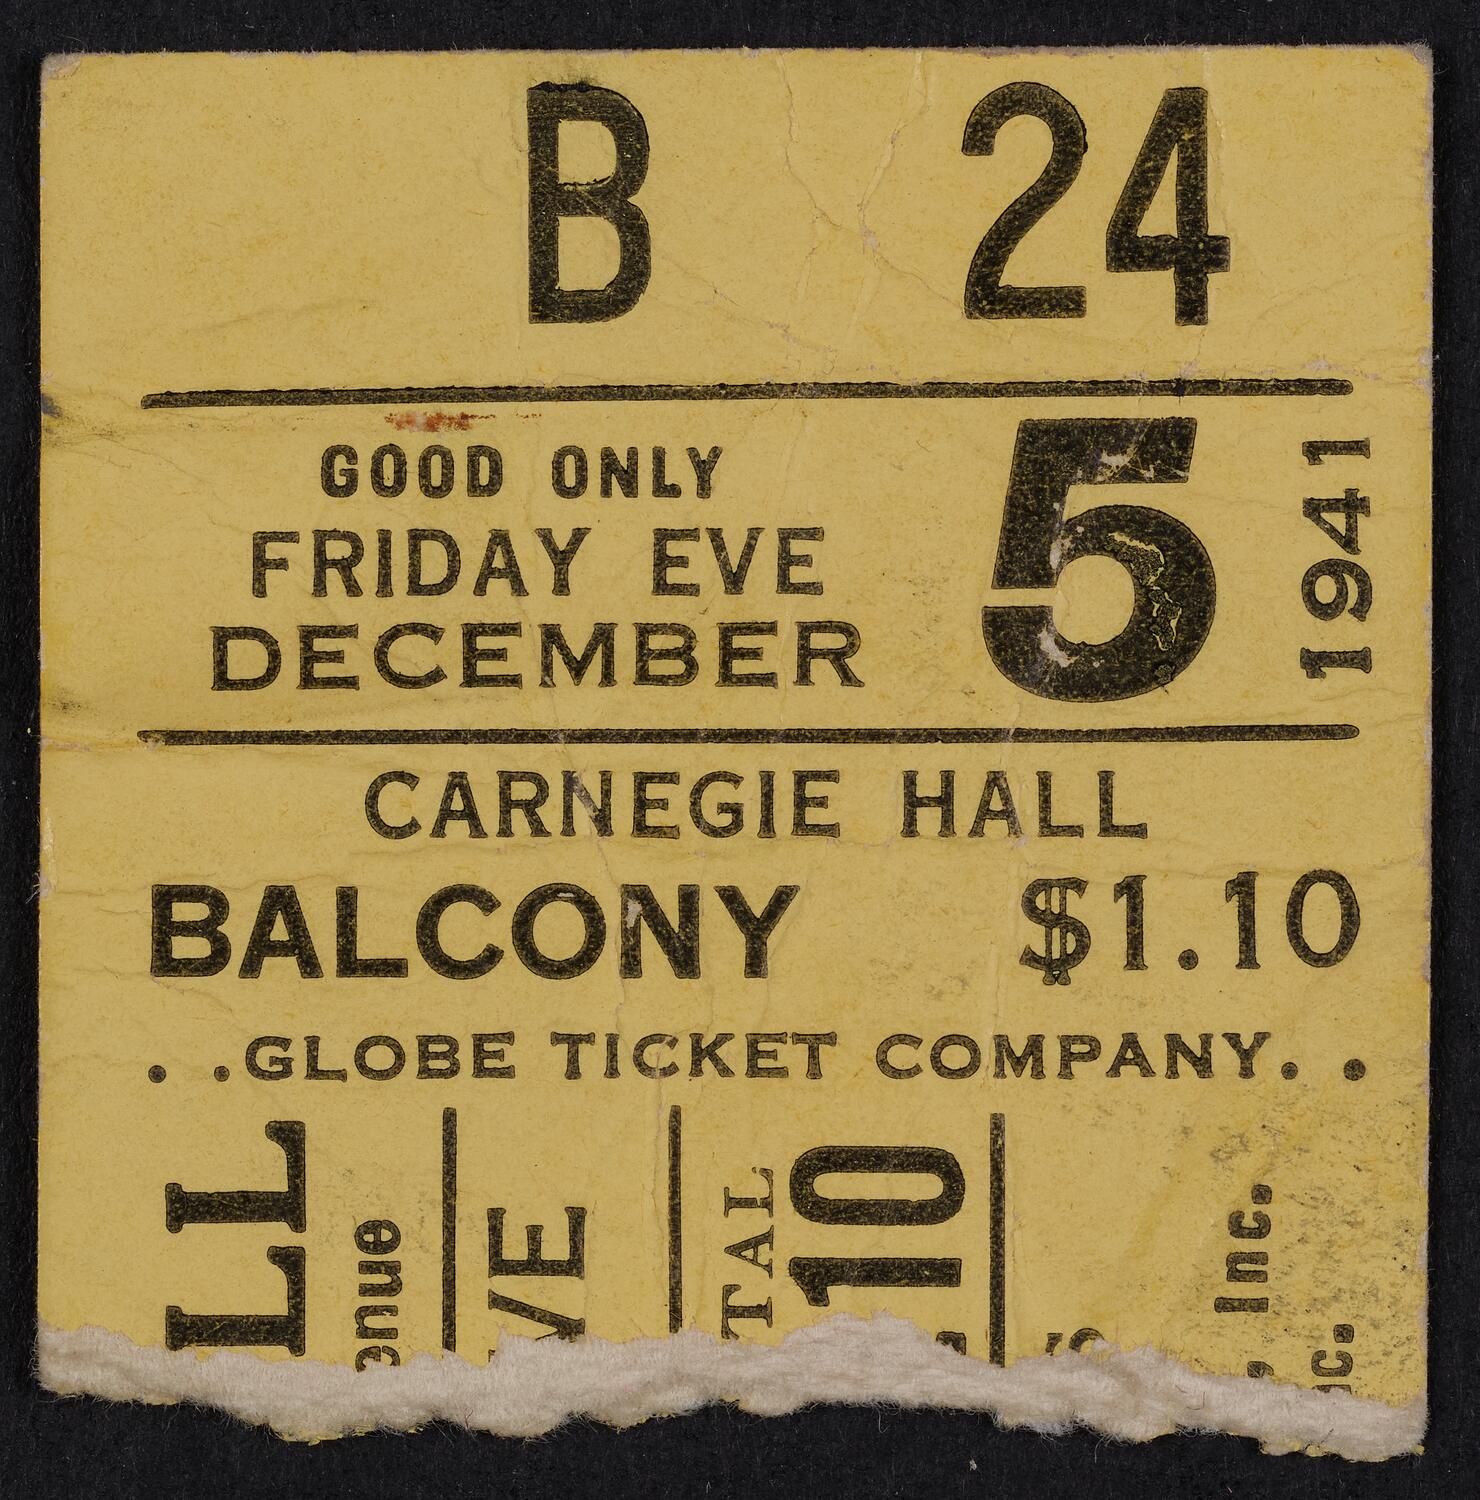 B 24
GOOD ONLY
FRIDAY EVE
DECEMBER 5 1941
CARNEGIE HALL
BALCONY $1.10
. .GLOBE TICKET COMPANY. .
LL
enue
VE
TAL
10
, Inc.